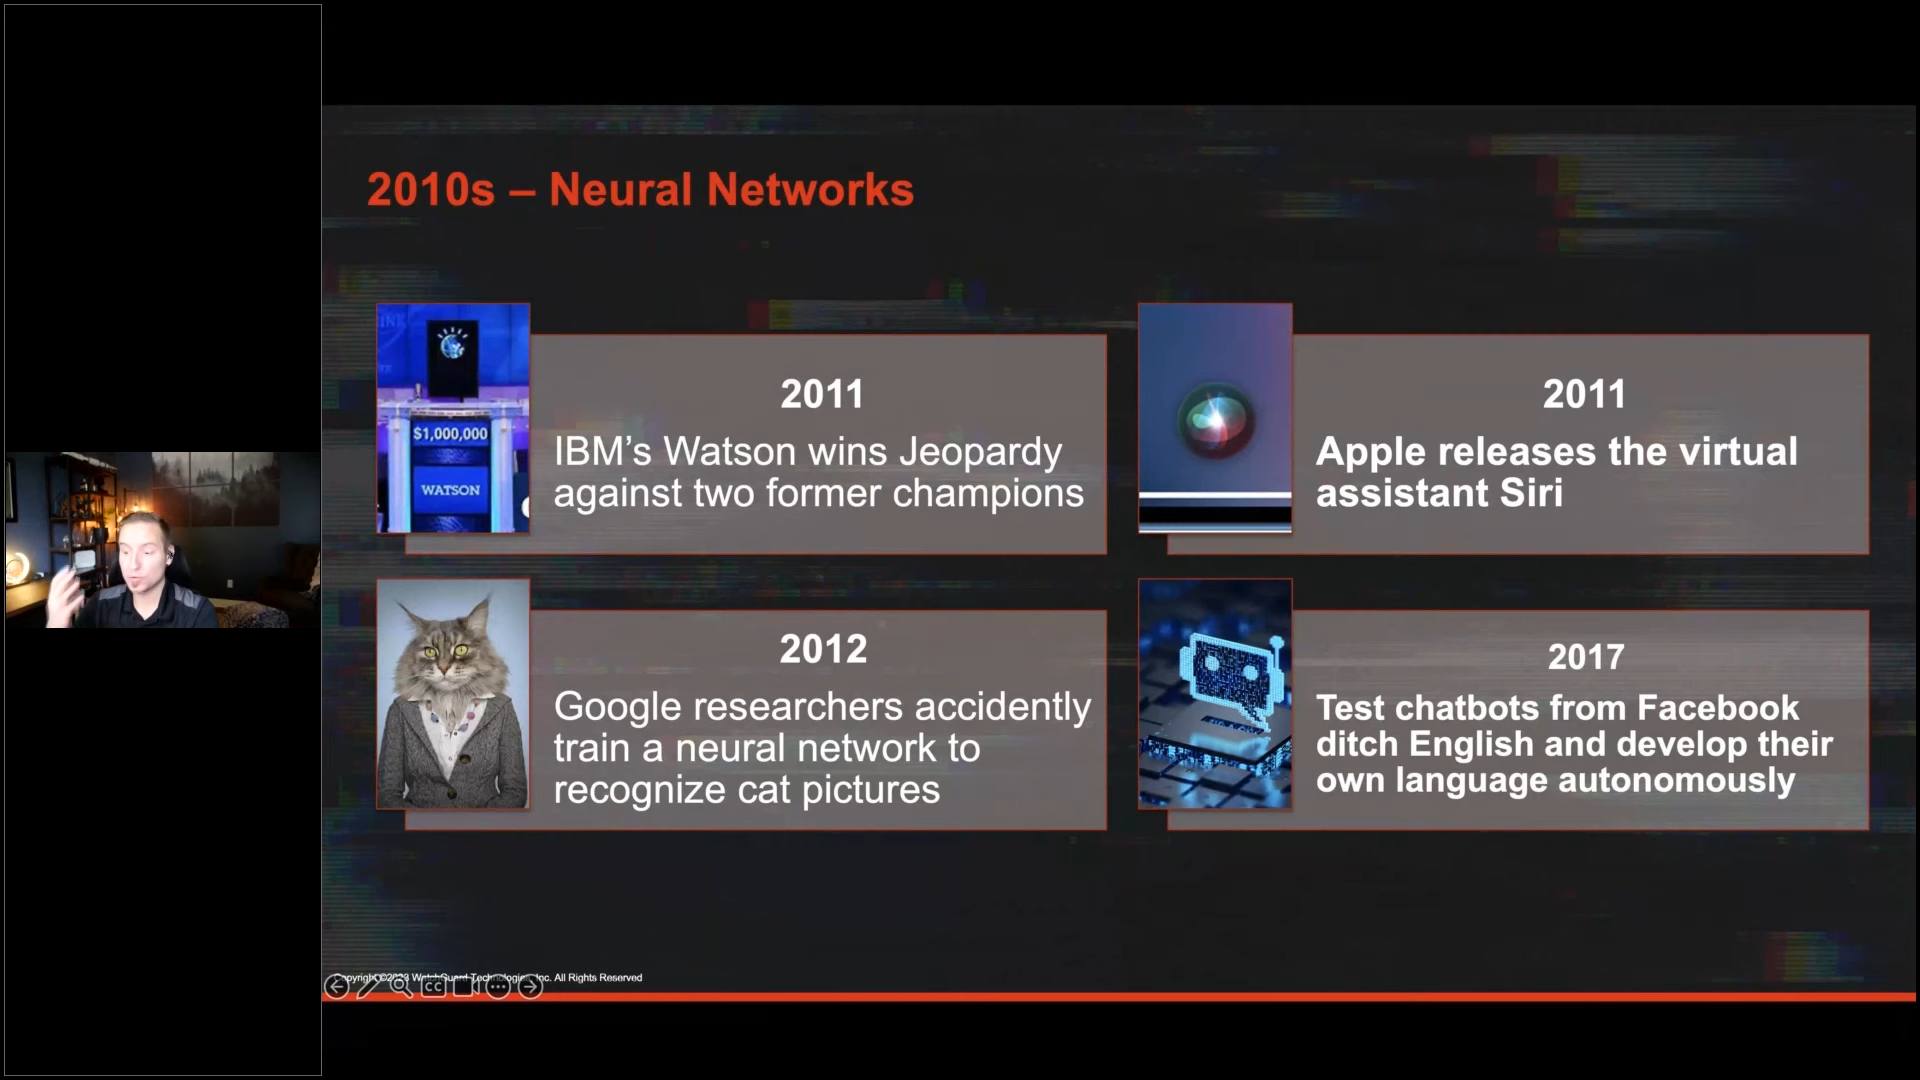 2010s – Neural Networks
$1,000,000
WATSON
2011
IBM’s Watson wins Jeopardy
against two former champions
2011
Apple releases the virtual
assistant Siri
2012
Google researchers accidently
train a neural network to
recognize cat pictures
2017
Test chatbots from Facebook
ditch English and develop their
own language autonomously
Inc. All Rights Reserved
CC